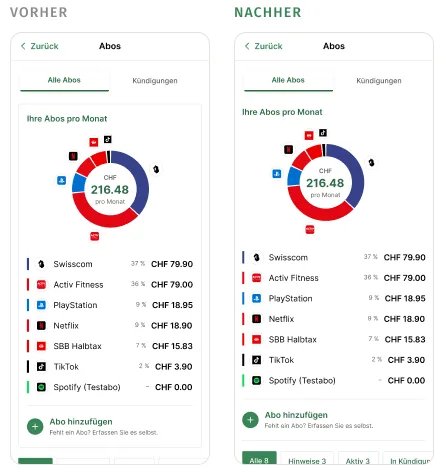 VORHER
Zurück
Abos
Alle Abos
Kündigungen
Ihre Abos pro Monat
CHF
216.48
pro Monat
Swisscom 37 % CHF 79.90
Activ Fitness 36 % CHF 79.00
PlayStation 9 % CHF 18.95
Netflix 9 % CHF 18.90
SBB Halbtax 7 % CHF 15.83
TikTok 2 % CHF 3.90
Spotify (Testabo) – CHF 0.00
Abo hinzufügen
Fehlt ein Abo? Erfassen Sie es selbst.
NACHHER
Zurück
Abos
Alle Abos
Kündigungen
Ihre Abos pro Monat
CHF
216.48
pro Monat
Swisscom 37 % CHF 79.90
Activ Fitness 36 % CHF 79.00
PlayStation 9 % CHF 18.95
Netflix 9 % CHF 18.90
SBB Halbtax 7 % CHF 15.83
TikTok 2 % CHF 3.90
Spotify (Testabo) – CHF 0.00
Abo hinzufügen
Fehlt ein Abo? Erfassen Sie es selbst.
Alle 8
Hinweise 3
Aktiv 3
In Kündigun